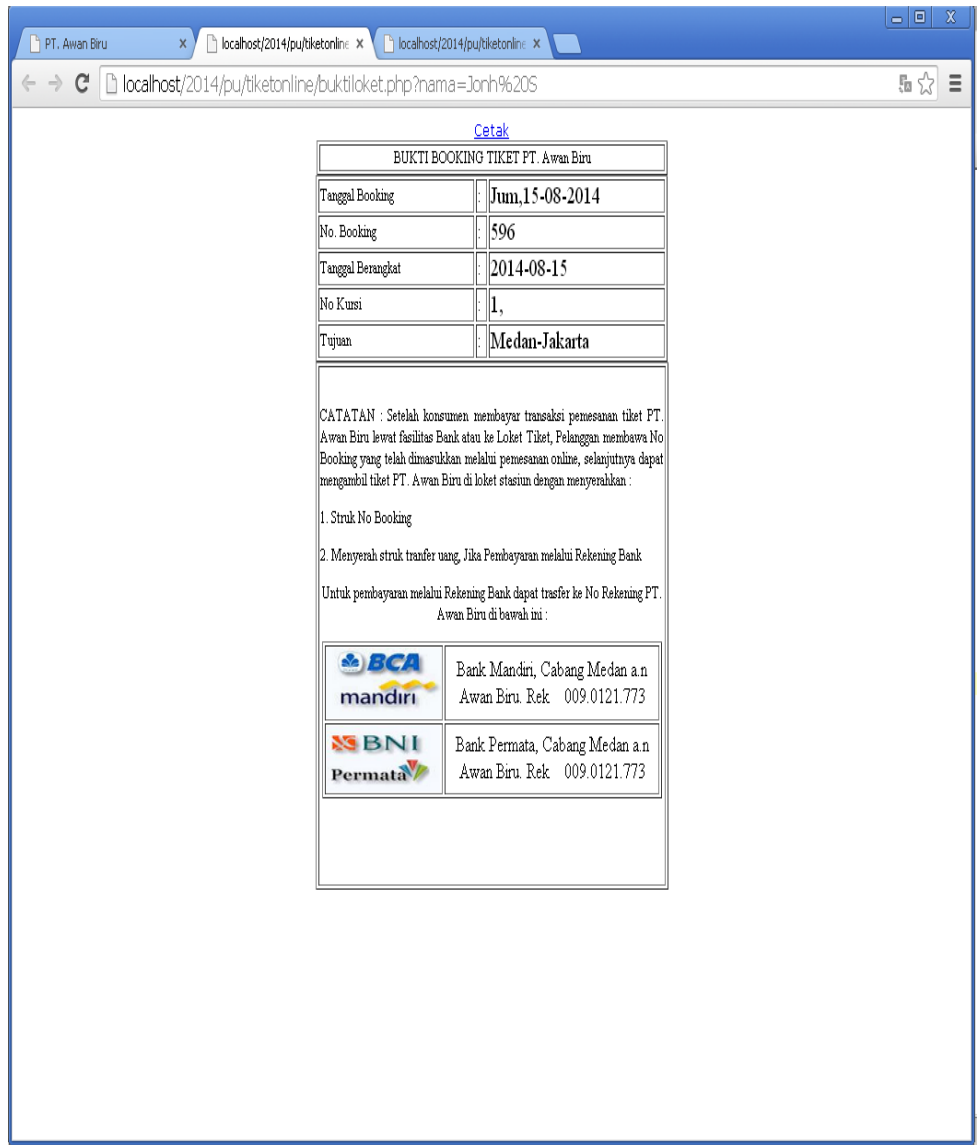 PT. Awan Biru
localhost/2014/pu/tiketonline
localhost/2014/pu/tiketonline
localhost/2014/pu/tiketonline/buktiloket.php?nama=Jonh%20S
Cetak
BUKTI BOOKING TIKET PT. Awan Biru
Tanggal Booking : Jum,15-08-2014
No. Booking : 596
Tanggal Berangkat : 2014-08-15
No Kursi : 1,
Tujuan : Medan-Jakarta
CATATAN : Setelah konsumen membayar transaksi pemesanan tiket PT.
Awan Biru lewat fasilitas Bank atau ke Loket Tiket, Pelanggan membawa No
Booking yang telah dimasukkan melalui pemesanan online, selanjutnya dapat
mengambil tiket PT. Awan Biru di loket stasiun dengan menyerahkan :
1. Struk No Booking
2. Menyerah struk tranfer uang, Jika Pembayaran melalui Rekening Bank
Untuk pembayaran melalui Rekening Bank dapat trasfer ke No Rekening PT.
Awan Biru di bawah ini :
BCA
mandiri
Bank Mandiri, Cabang Medan a.n
Awan Biru. Rek 009.0121.773
BNI
Permata
Bank Permata, Cabang Medan a.n
Awan Biru. Rek 009.0121.773